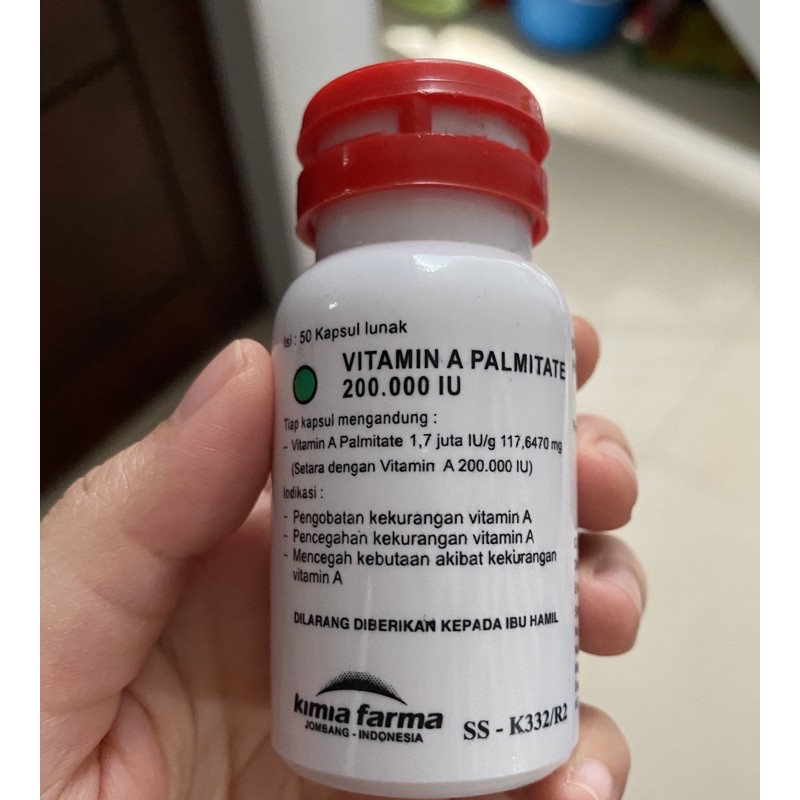 Isi : 50 Kapsul lunak
VITAMIN A PALMITATE
200.000 IU
Tiap kapsul mengandung :
- Vitamin A Palmitate 1,7 juta IU/g 117,6470 mg
(Setara dengan Vitamin A 200.000 IU)
Indikasi :
- Pengobatan kekurangan vitamin A
- Pencegahan kekurangan vitamin A
- Mencegah kebutaan akibat kekurangan
vitamin A
DILARANG DIBERIKAN KEPADA IBU HAMIL
kimia farma
JOMBANG - INDONESIA
SS - K332/R2